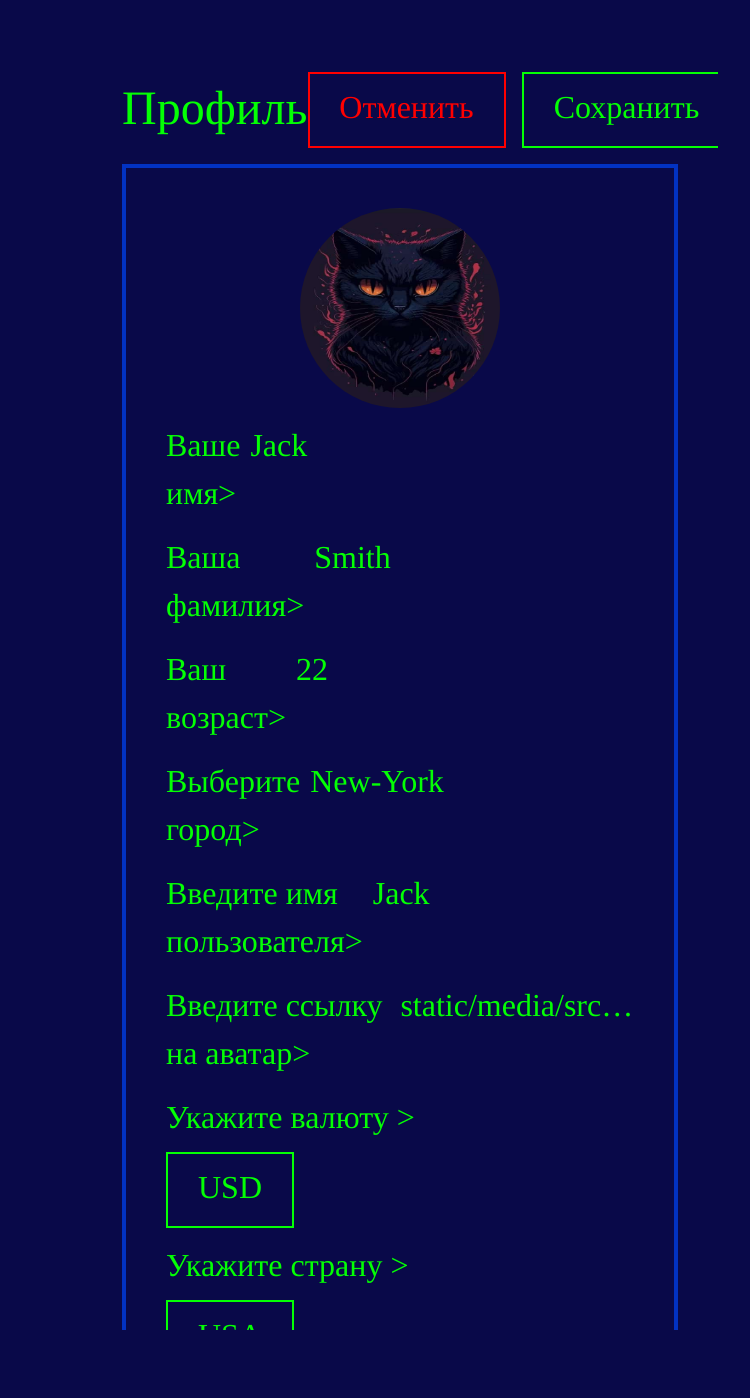 Профиль Отменить Сохранить
Ваше Jack
имя>
Ваша Smith
фамилия>
Ваш 22
возраст>
Выберите New-York
город>
Введите имя Jack
пользователя>
Введите ссылку static/media/src…
на аватар>
Укажите валюту >
USD
Укажите страну >
USA